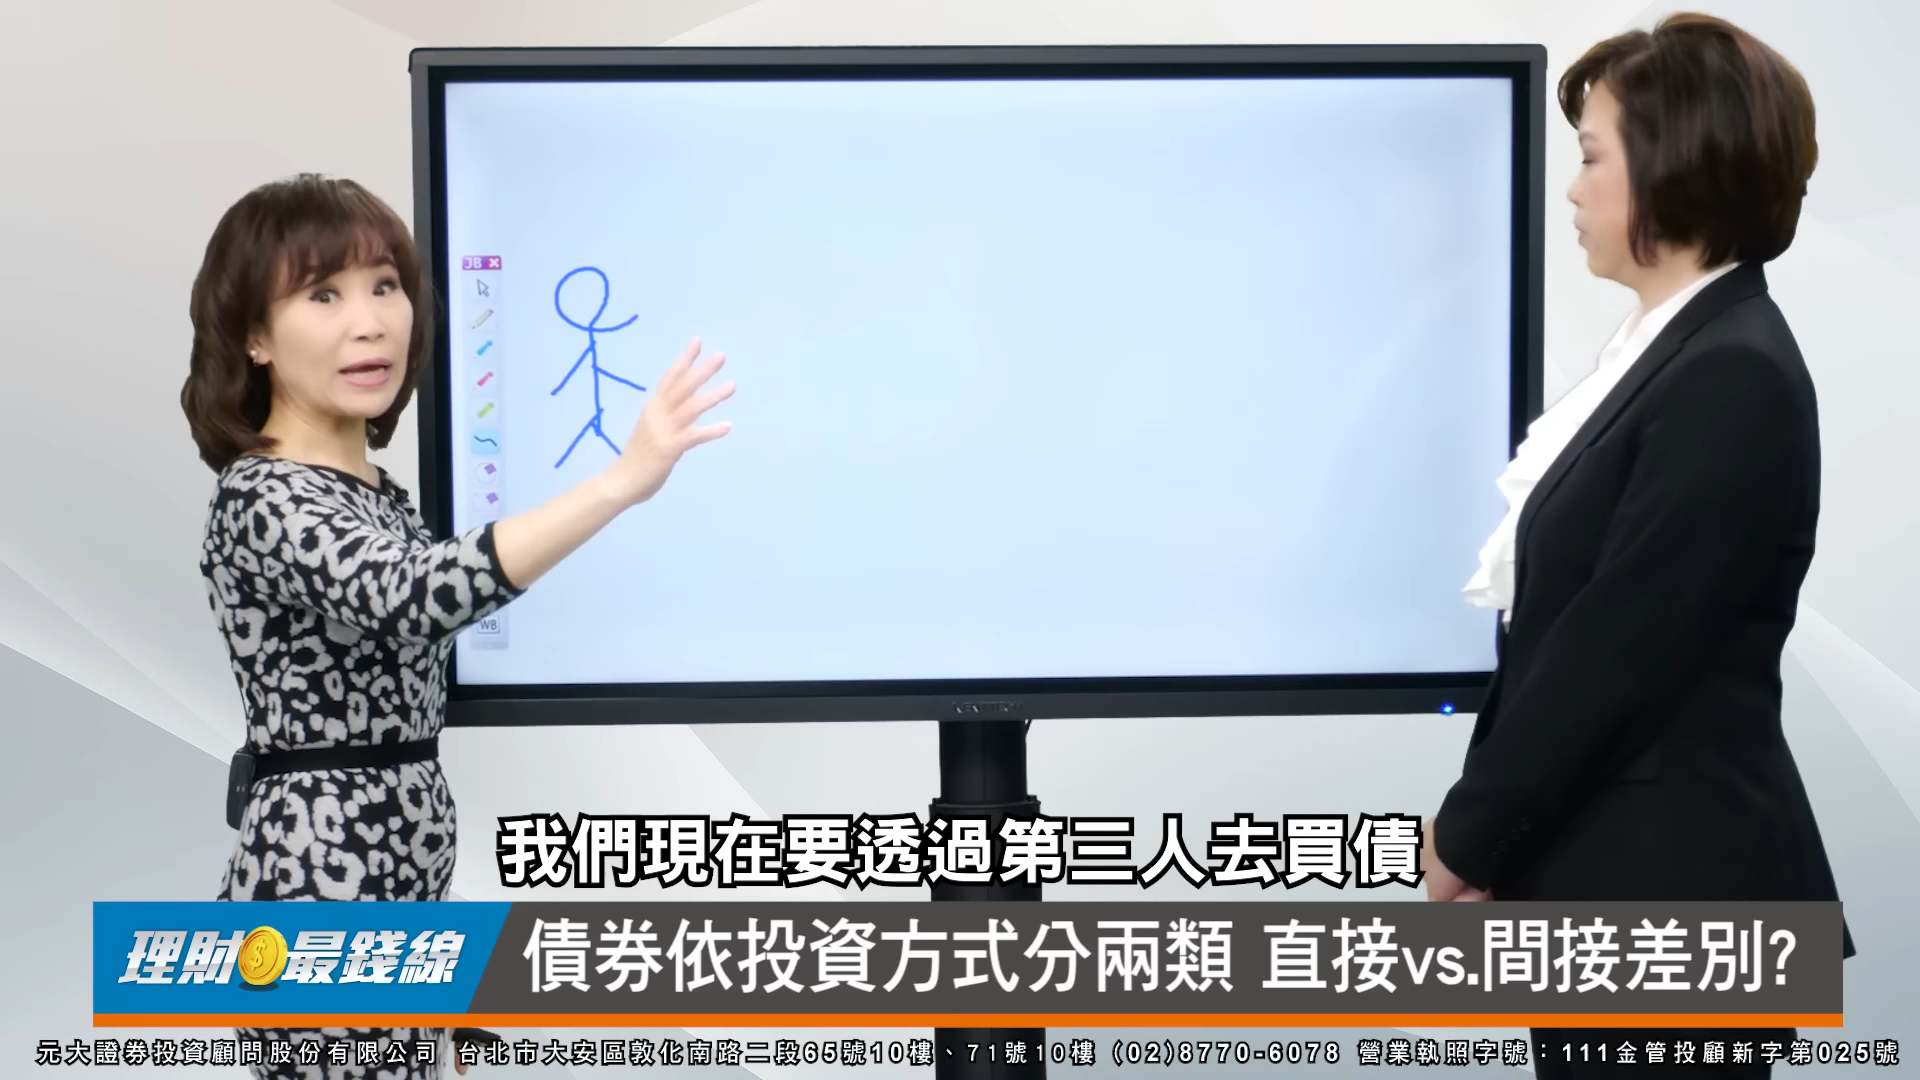 JB
WB
我們現在要透過第三人去買債
理財最錢線
債券依投資方式分兩類 直接vs.間接差別?
元大證券投資顧問股份有限公司 台北市大安區敦化南路二段65號10樓、71號10樓 (02)8770-6078 營業執照字號：111金管投顧新字第025號